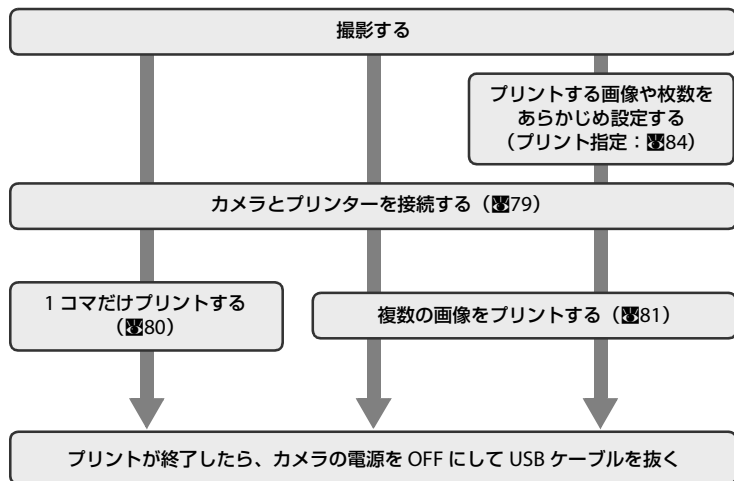 撮影する
プリントする画像や枚数を
あらかじめ設定する
（プリント指定：84）
カメラとプリンターを接続する（79）
1 コマだけプリントする
（80）
複数の画像をプリントする（81）
プリントが終了したら、カメラの電源を OFF にして USB ケーブルを抜く